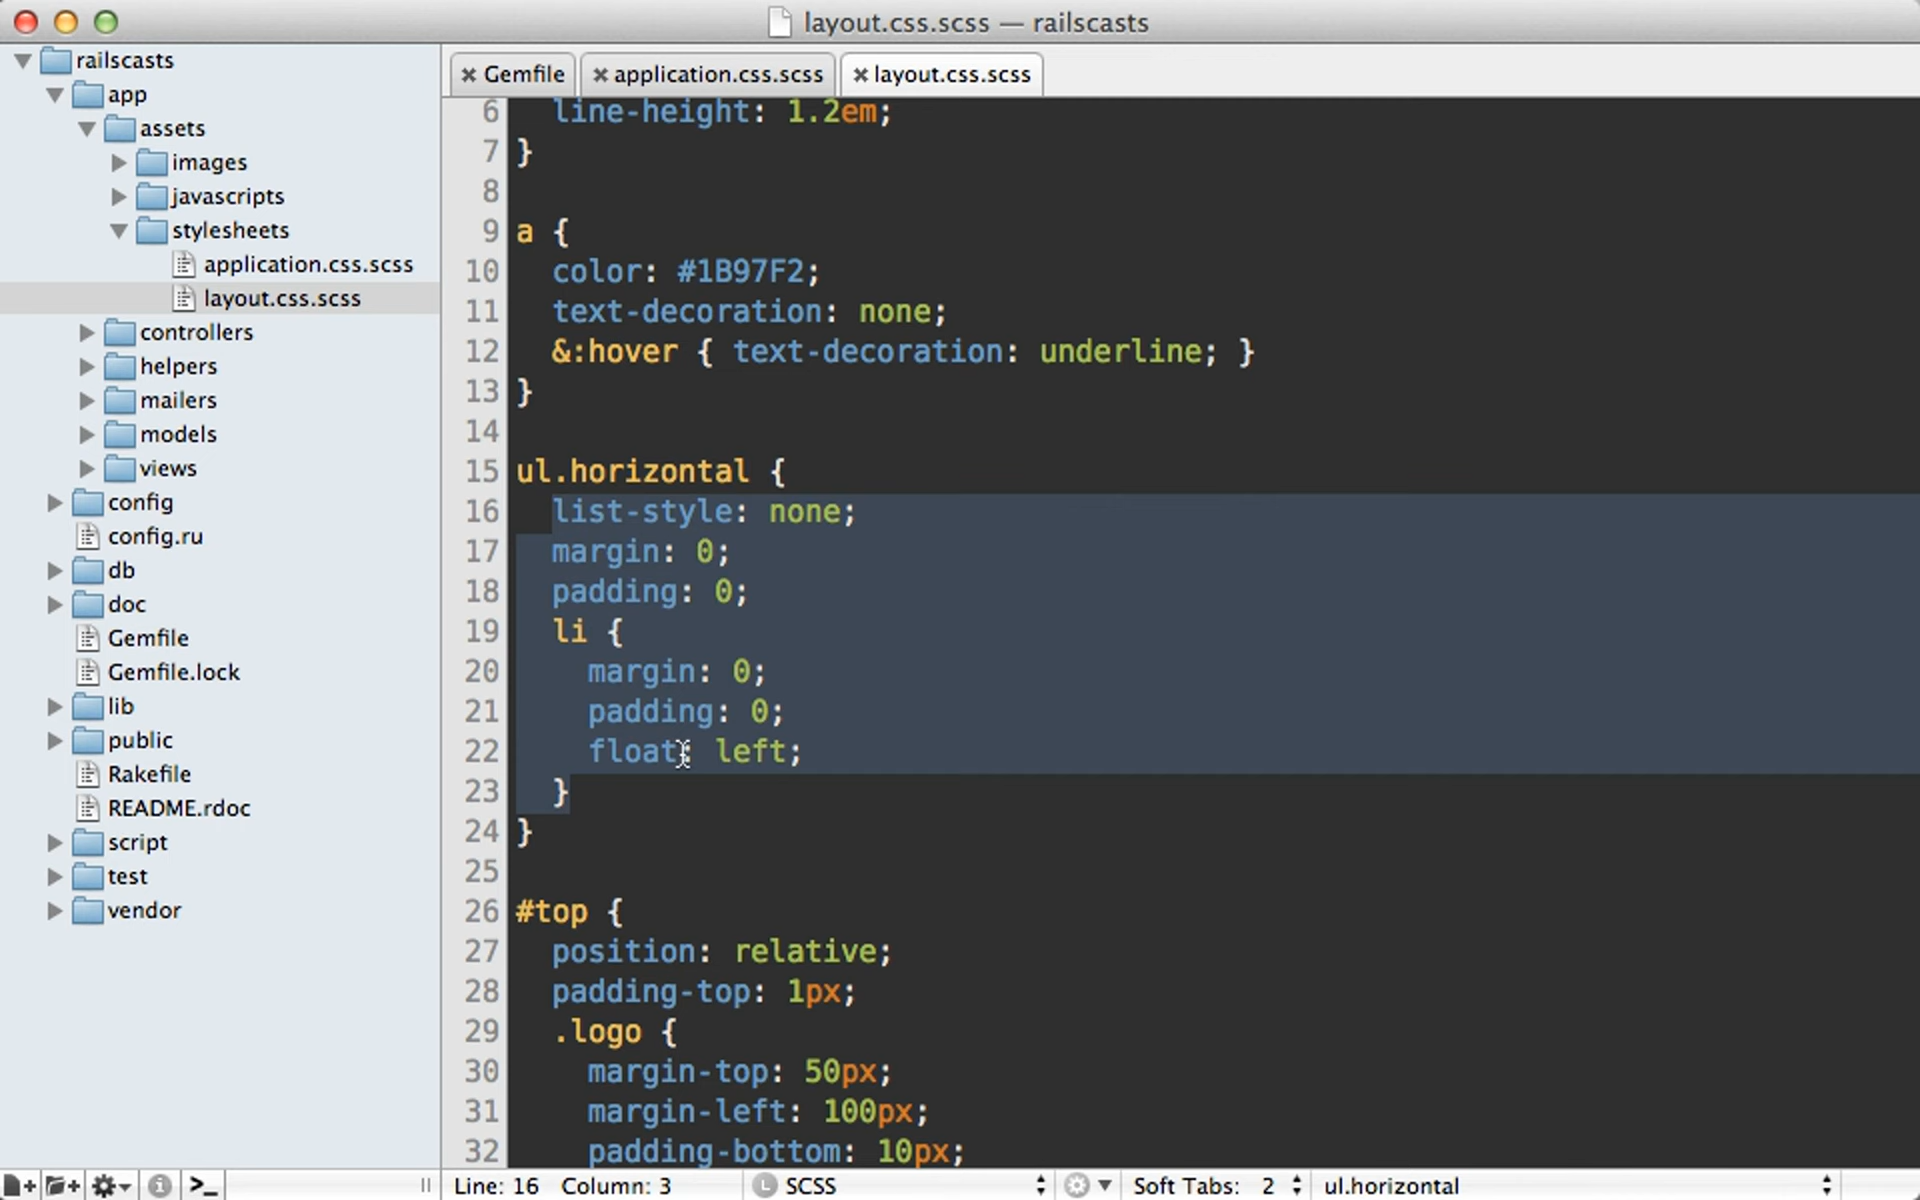 layout.css.scss — railscasts
railscasts
app
assets
images
javascripts
stylesheets
application.css.scss
layout.css.scss
controllers
helpers
mailers
models
views
config
config.ru
db
doc
Gemfile
Gemfile.lock
lib
public
Rakefile
README.rdoc
script
test
vendor
Gemfile application.css.scss layout.css.scss
6 line-height: 1.2em;
7 }
8
9 a {
10 color: #1B97F2;
11 text-decoration: none;
12 &:hover { text-decoration: underline; }
13 }
14
15 ul.horizontal {
16 list-style: none;
17 margin: 0;
18 padding: 0;
19 li {
20 margin: 0;
21 padding: 0;
22 float: left;
23 }
24 }
25
26 #top {
27 position: relative;
28 padding-top: 1px;
29 .logo {
30 margin-top: 50px;
31 margin-left: 100px;
32 padding-bottom: 10px;
Line: 16 Column: 3 L SCSS Soft Tabs: 2 ul.horizontal